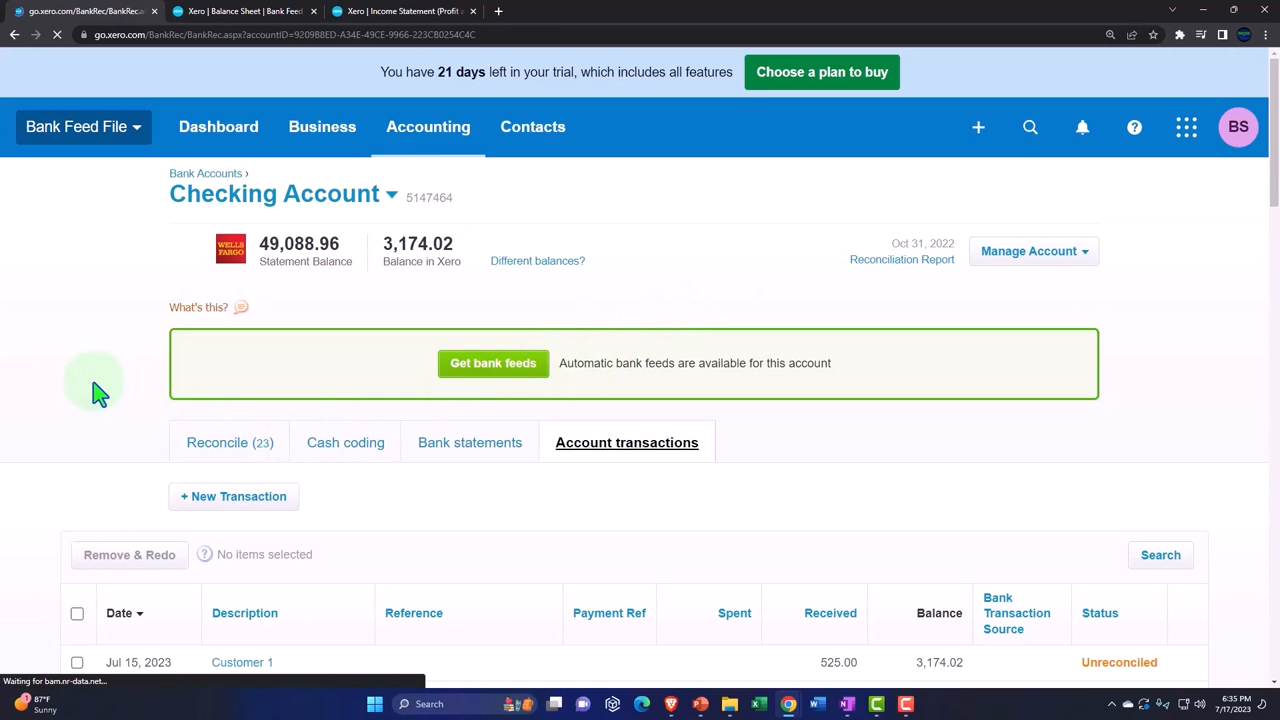 go.xero.com/BankRec/BankRec.a
Xero | Balance Sheet | Bank Feed
Xero | Income Statement (Profit a
go.xero.com/BankRec/BankRec.aspx?accountID=9209B8ED-A34E-49CE-9966-223C80254C4C
You have 21 days left in your trial, which includes all features
Choose a plan to buy
Bank Feed File
Dashboard
Business
Accounting
Contacts
BS
Bank Accounts ›
Checking Account
5147464
WELLS FARGO
49,088.96
Statement Balance
3,174.02
Balance in Xero
Different balances?
Oct 31, 2022
Reconciliation Report
Manage Account
What's this?
Get bank feeds
Automatic bank feeds are available for this account
Reconcile (23)
Cash coding
Bank statements
Account transactions
+ New Transaction
Remove & Redo
? No items selected
Search
Date
Description
Reference
Payment Ref
Spent
Received
Balance
Bank Transaction Source
Status
Jul 15, 2023
Customer 1
525.00
3,174.02
Unreconciled
Waiting for bam.nr-data.net...
87°F
Sunny
Search
6:35 PM
7/17/2023